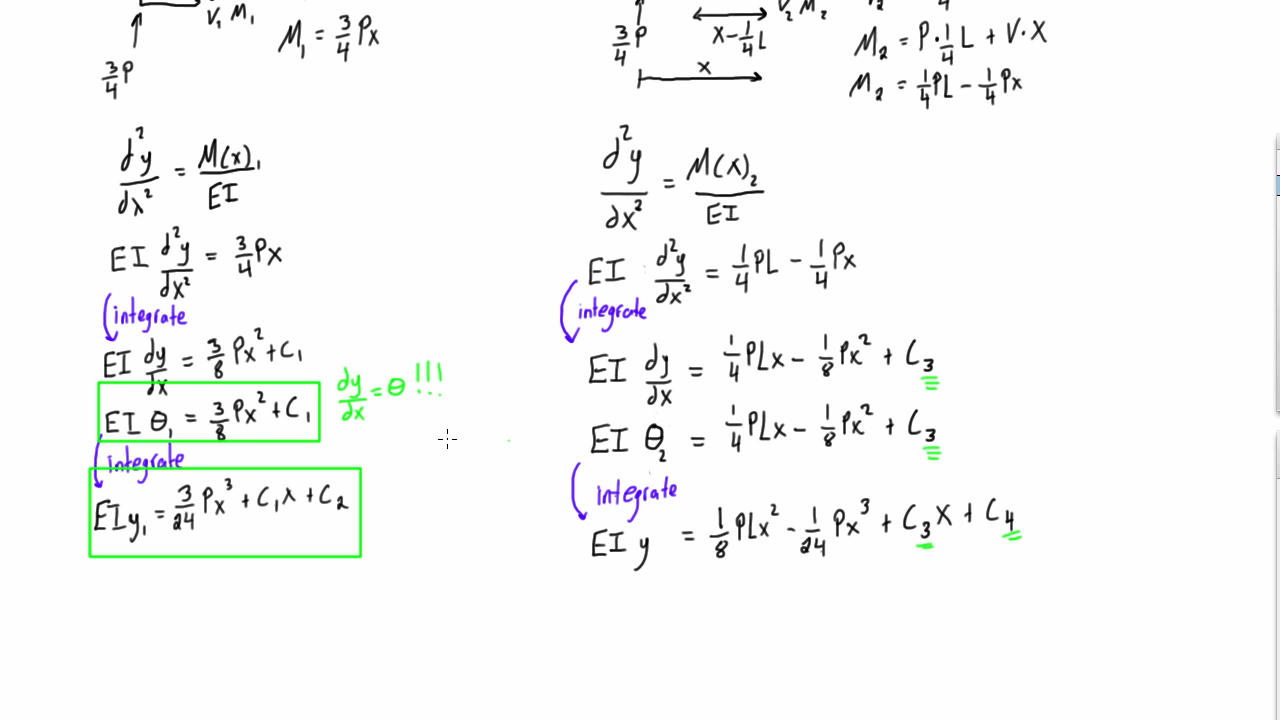 V₁ M₁
M₁ = 3/4 Px
3/4 P
d²y/dx² = M(x)₁/EI
EI d²y/dx² = 3/4 Px
integrate
EI dy/dx = 3/8 Px² + C₁
dy/dx = θ !!!
EI θ₁ = 3/8 Px² + C₁
integrate
EIy₁ = 3/24 Px³ + C₁x + C₂
V₂ M₂
3/4 P
x - 1/4 L
x
M₂ = P·1/4 L + V·X
M₂ = 1/4 PL - 1/4 Px
d²y/dx² = M(x)₂/EI
EI d²y/dx² = 1/4 PL - 1/4 Px
integrate
EI dy/dx = 1/4 PLx - 1/8 Px² + C₃
EI θ₂ = 1/4 PLx - 1/8 Px² + C₃
integrate
EI y = 1/8 PLx² - 1/24 Px³ + C₃x + C₄